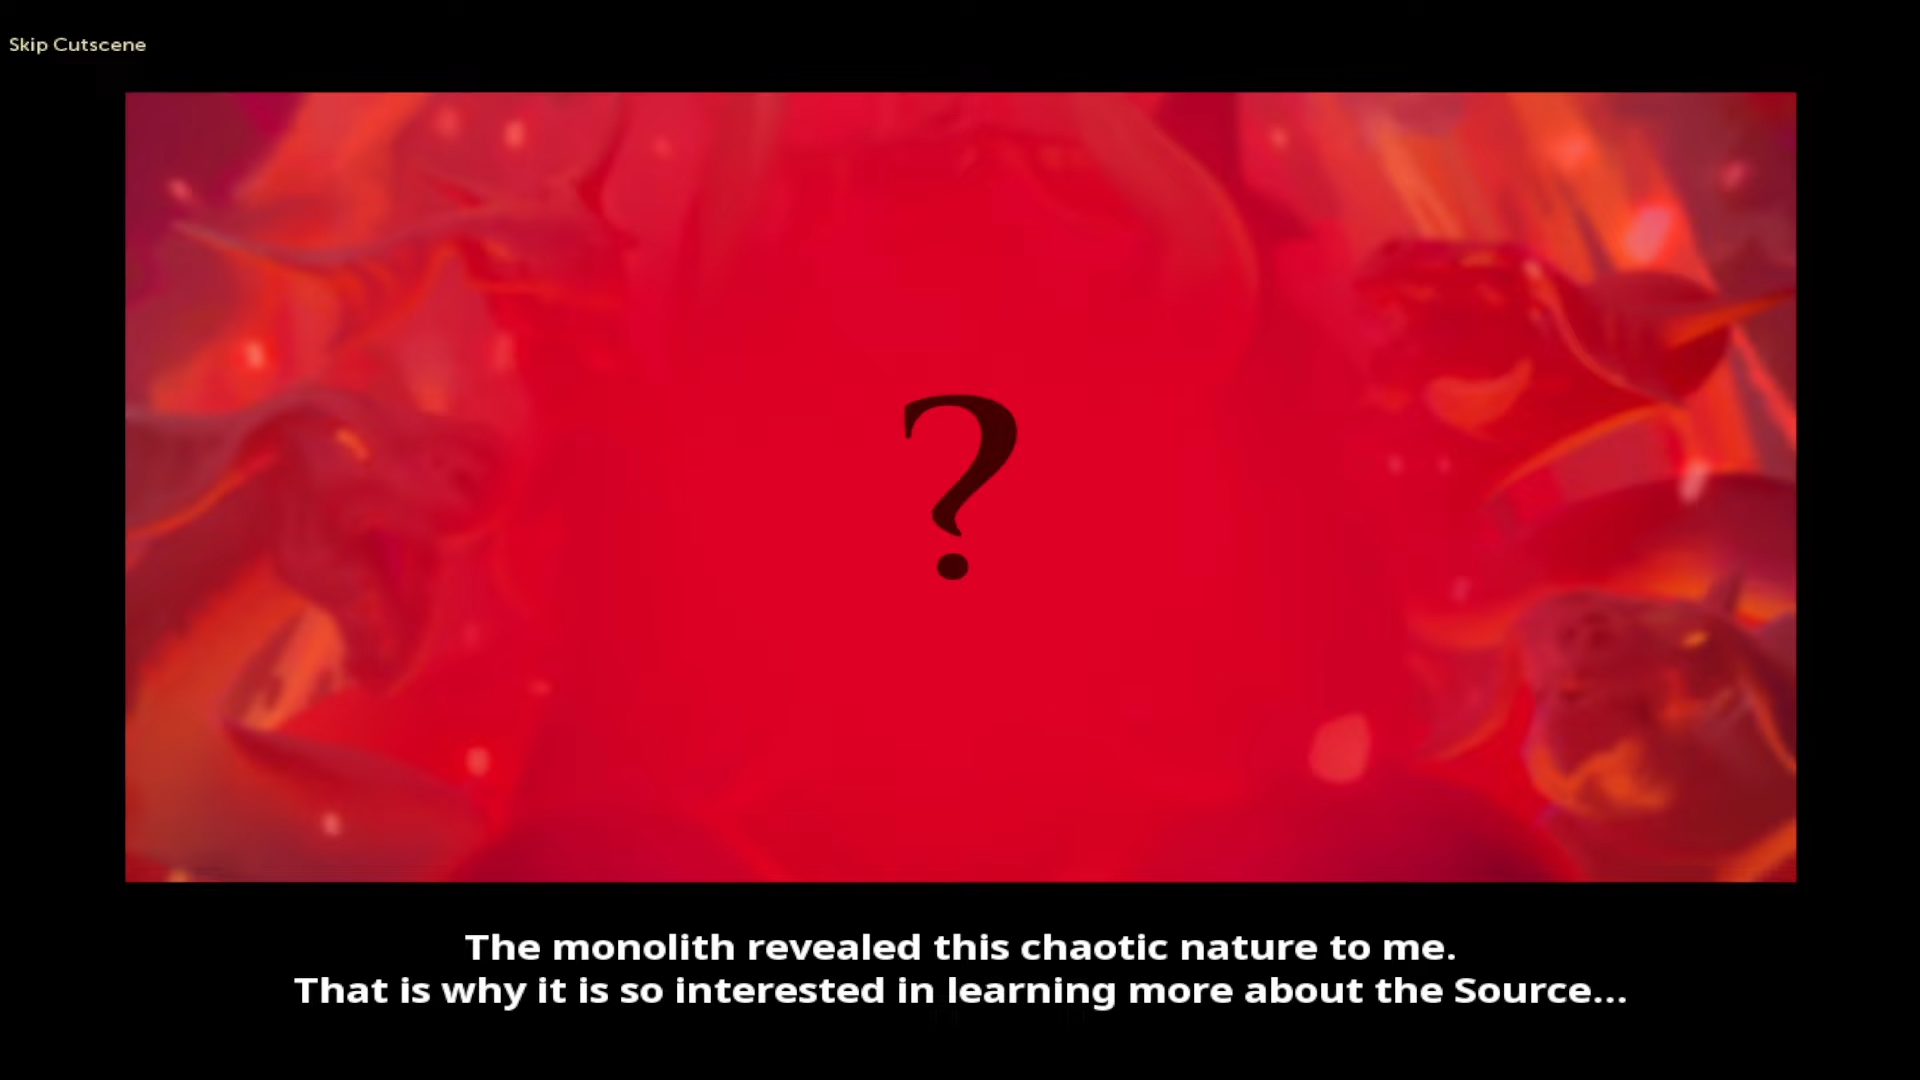 Skip Cutscene
?
The monolith revealed this chaotic nature to me.
That is why it is so interested in learning more about the Source...